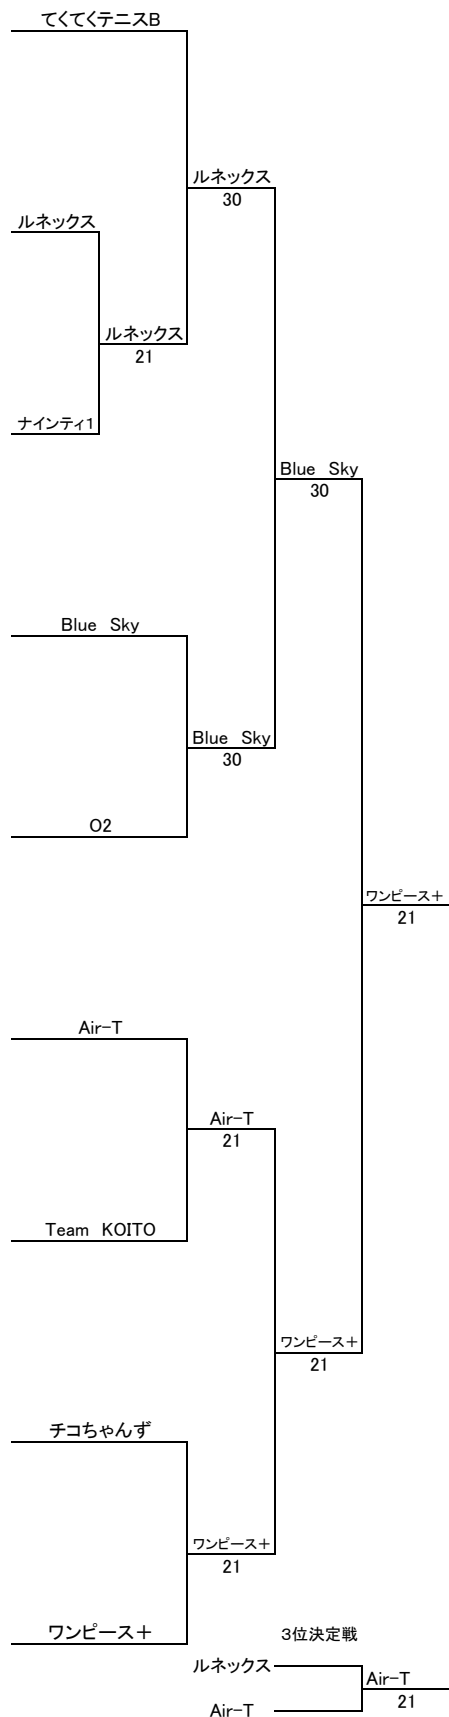 てくてくテニスB
ルネックス
30
ルネックス
ルネックス
21
ナインティ1
Blue Sky
30
Blue Sky
Blue Sky
30
O2
ワンピース＋
21
Air-T
Air-T
21
Team KOITO
ワンピース＋
21
チコちゃんず
ワンピース＋
21
ワンピース＋
3位決定戦
ルネックス
Air-T
21
Air-T